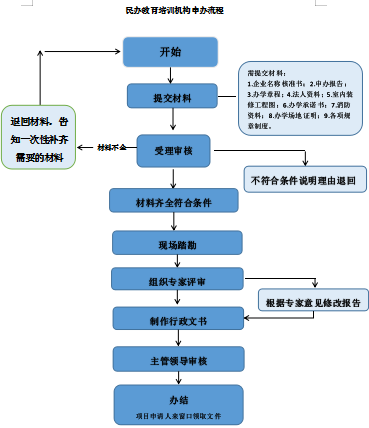 民办教育培训机构申办流程
开始
提交材料
需提交材料：
1.企业名称核准书；2.申办报告；
3.办学章程；4.法人资料；5.室内装
修工程图；6.办学承诺书；7.消防
资料；8.办学场地证明；9.各项规
章制度。
退回材料，告
知一次性补齐
需要的材料
材料不全
受理审核
不符合条件说明理由退回
材料齐全符合条件
现场踏勘
组织专家评审
根据专家意见修改报告
制作行政文书
主管领导审核
办结
项目申请人来窗口领取文件